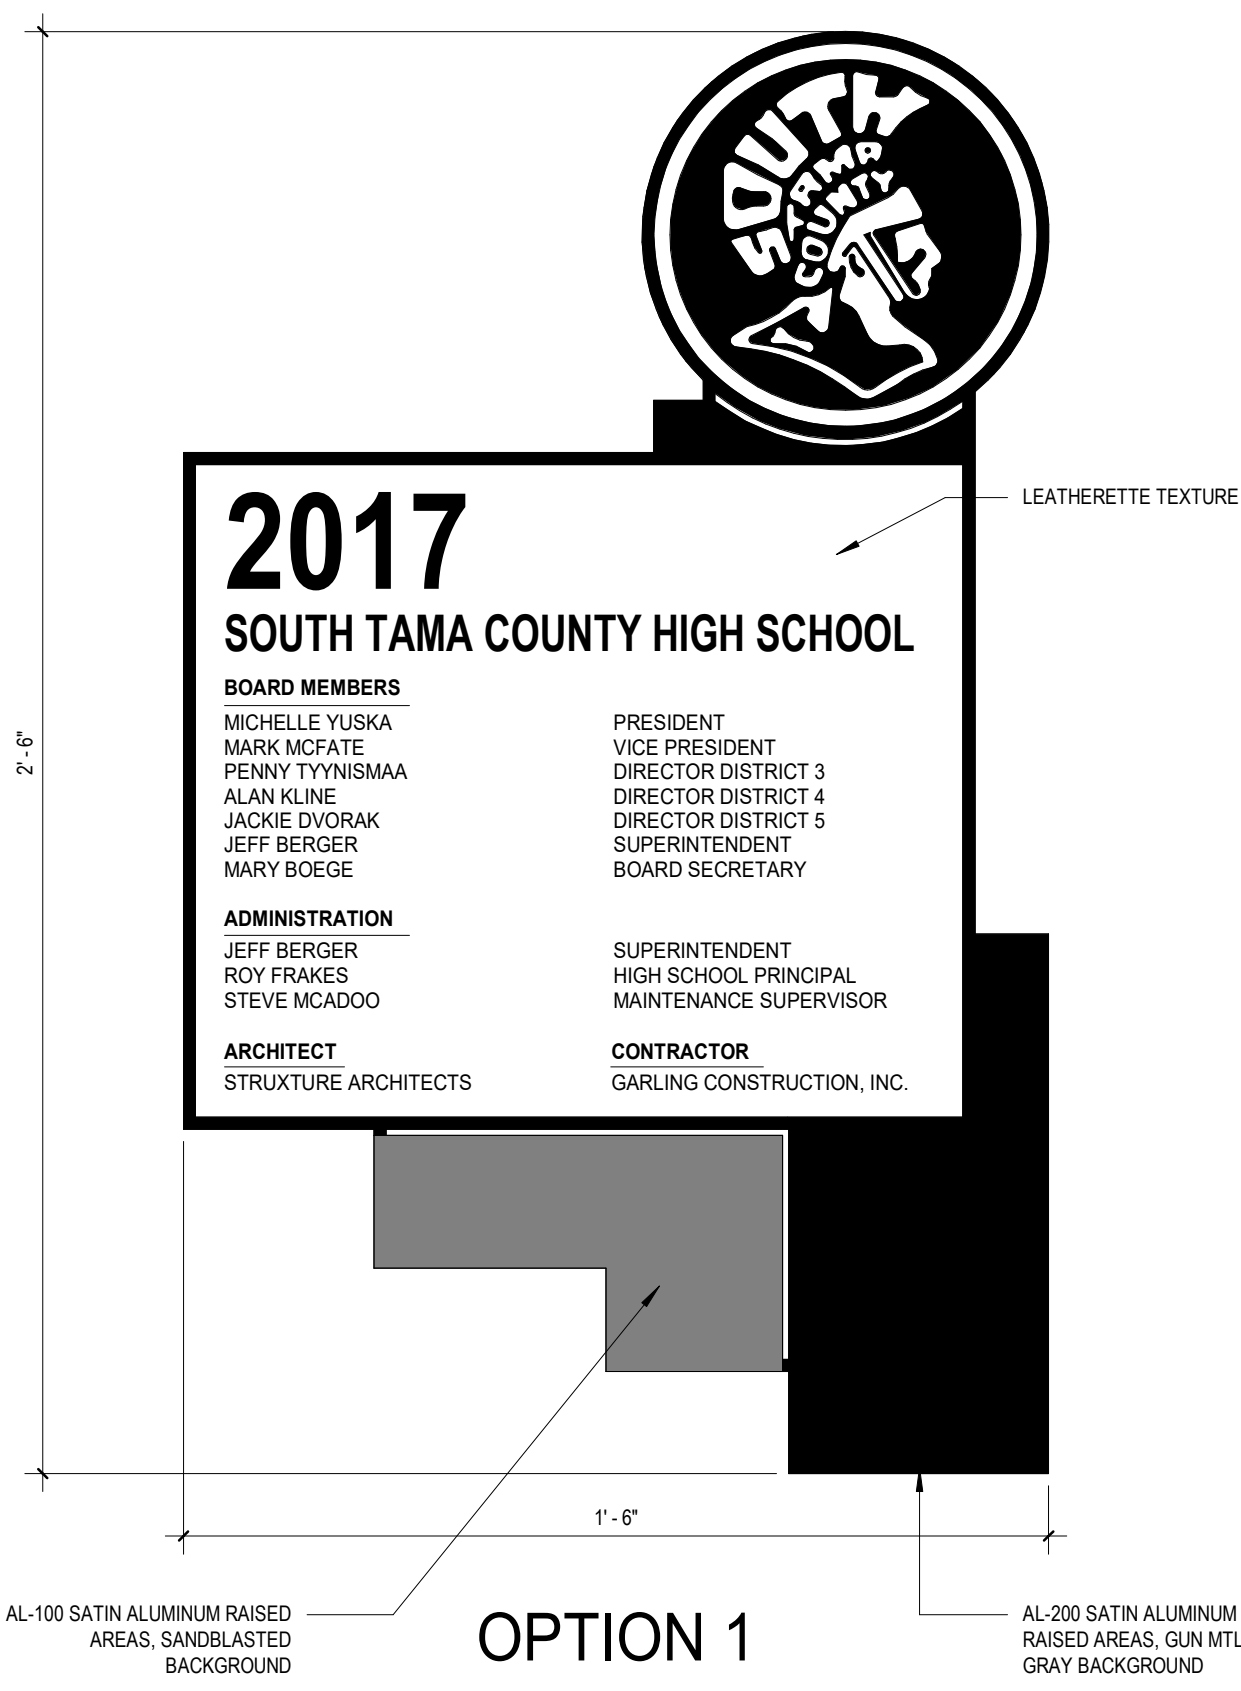 SOUTH
TAMA
COUNTY
2017
LEATHERETTE TEXTURE
SOUTH TAMA COUNTY HIGH SCHOOL
BOARD MEMBERS
MICHELLE YUSKA PRESIDENT
MARK MCFATE VICE PRESIDENT
PENNY TYYNISMAA DIRECTOR DISTRICT 3
ALAN KLINE DIRECTOR DISTRICT 4
JACKIE DVORAK DIRECTOR DISTRICT 5
JEFF BERGER SUPERINTENDENT
MARY BOEGE BOARD SECRETARY
ADMINISTRATION
JEFF BERGER SUPERINTENDENT
ROY FRAKES HIGH SCHOOL PRINCIPAL
STEVE MCADOO MAINTENANCE SUPERVISOR
ARCHITECT CONTRACTOR
STRUXTURE ARCHITECTS GARLING CONSTRUCTION, INC.
2' - 6"
1' - 6"
AL-100 SATIN ALUMINUM RAISED
AREAS, SANDBLASTED
BACKGROUND
OPTION 1
AL-200 SATIN ALUMINUM
RAISED AREAS, GUN MTL
GRAY BACKGROUND